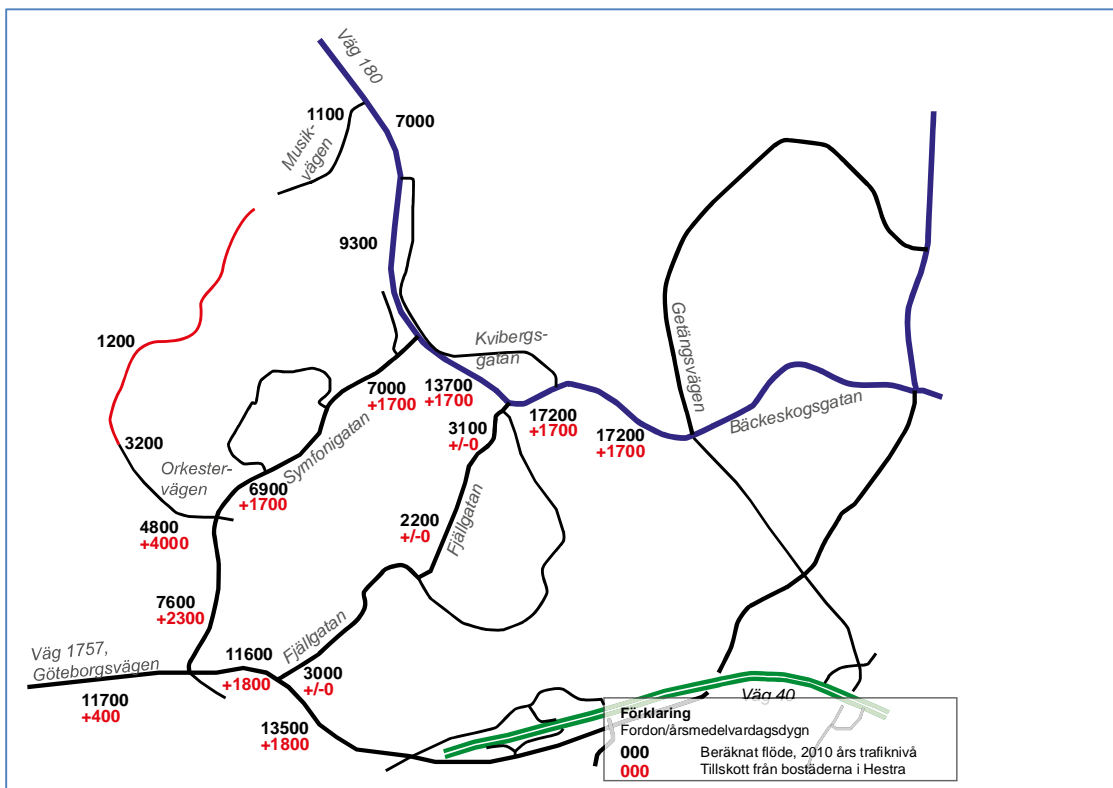 Väg 180
1100
7000
Musik-
vägen
9300
1200
Kvibergs-
gatan
Getängsvägen
7000
+1700
13700
+1700
Bäckeskogsgatan
3100
+/-0
17200
+1700
17200
+1700
3200
Orkester-
vägen
Symfonigatan
6900
+1700
4800
+4000
2200
+/-0
Fjällgatan
7600
+2300
Fjällgatan
Väg 1757,
Göteborgsvägen
11600
+1800
3000
+/-0
11700
+400
13500
+1800
Väg 40
Förklaring
Fordon/årsmedelvardagsdygn
000 Beräknat flöde, 2010 års trafiknivå
000 Tillskott från bostäderna i Hestra